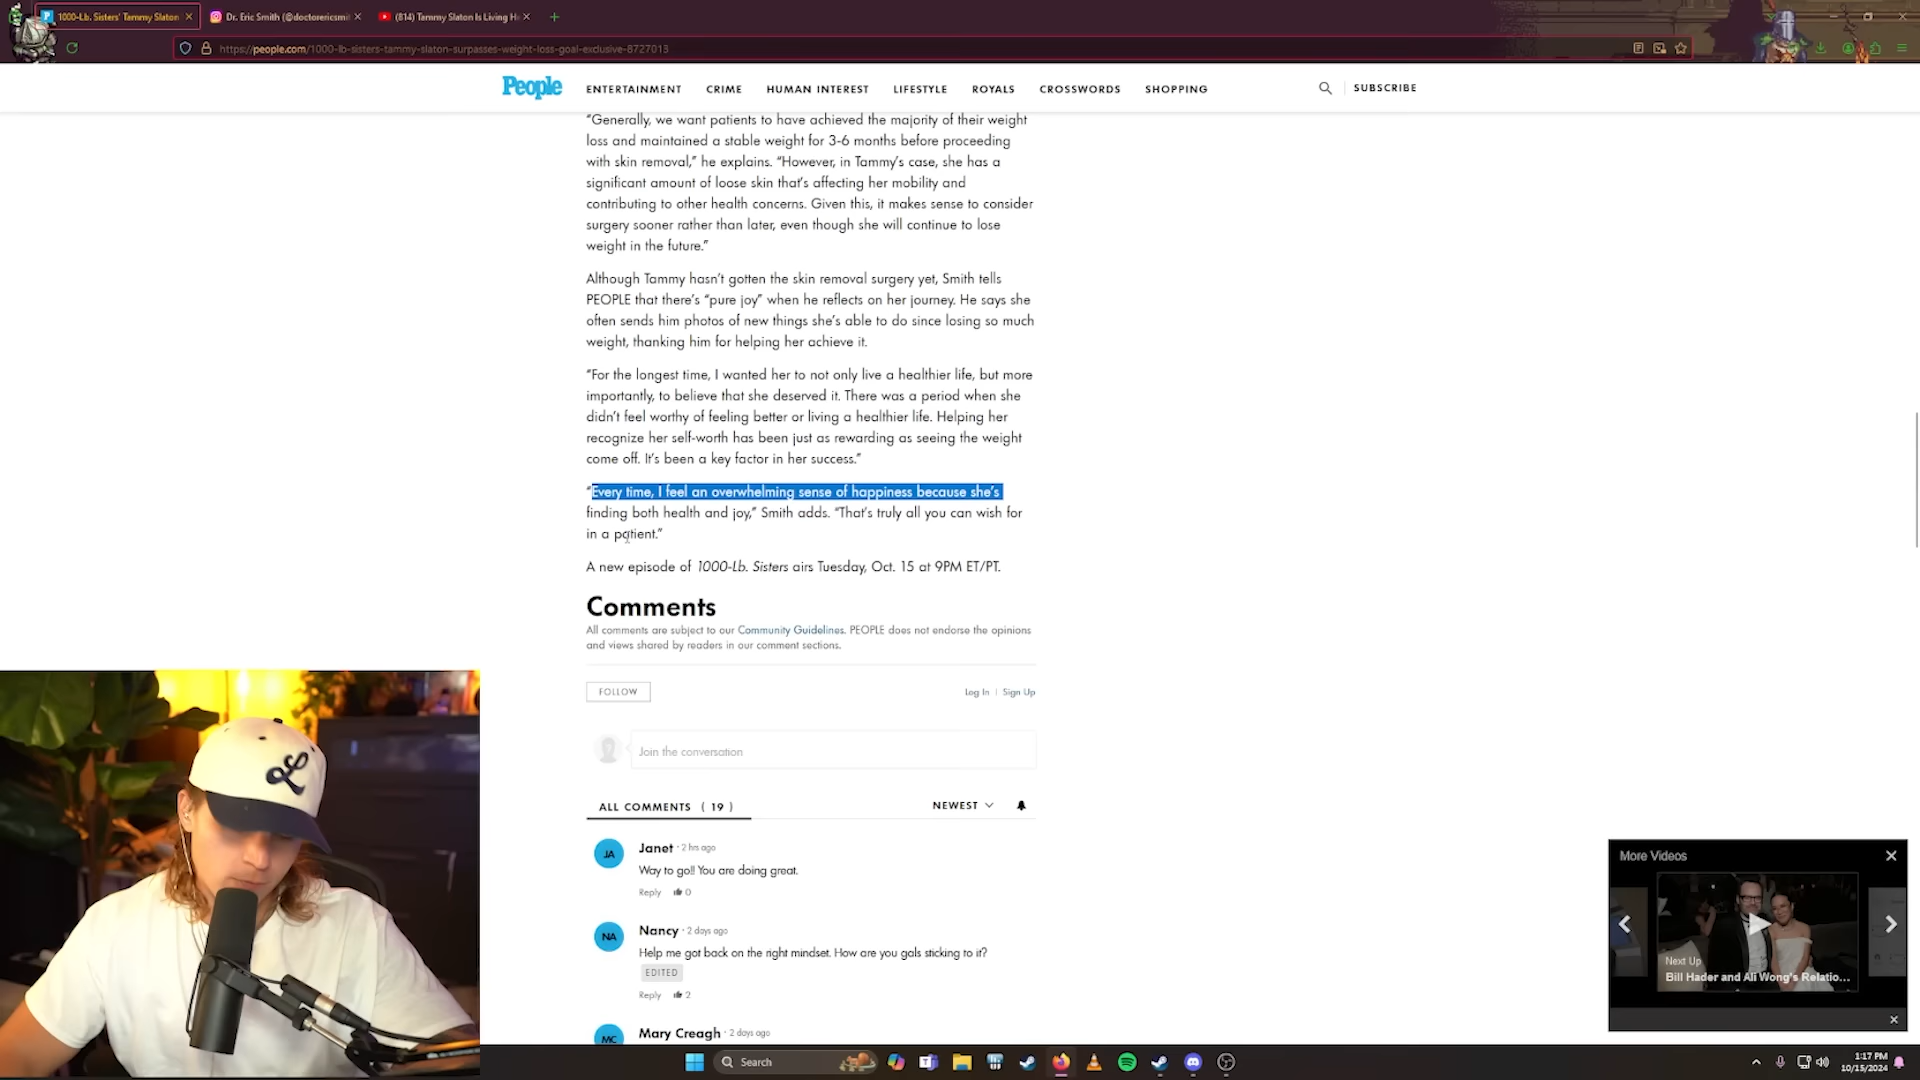 1000-Lb. Sisters' Tammy Slaton
Dr. Eric Smith (@doctorericsmi
(814) Tammy Slaton Is Living H
https://people.com/1000-lb-sisters-tammy-slaton-surpasses-weight-loss-goal-exclusive-8727013
People
ENTERTAINMENT CRIME HUMAN INTEREST LIFESTYLE ROYALS CROSSWORDS SHOPPING
SUBSCRIBE
“Generally, we want patients to have achieved the majority of their weight
loss and maintained a stable weight for 3-6 months before proceeding
with skin removal,” he explains. “However, in Tammy’s case, she has a
significant amount of loose skin that’s affecting her mobility and
contributing to other health concerns. Given this, it makes sense to consider
surgery sooner rather than later, even though she will continue to lose
weight in the future.”
Although Tammy hasn’t gotten the skin removal surgery yet, Smith tells
PEOPLE that there’s “pure joy” when he reflects on her journey. He says she
often sends him photos of new things she’s able to do since losing so much
weight, thanking him for helping her achieve it.
“For the longest time, I wanted her to not only live a healthier life, but more
importantly, to believe that she deserved it. There was a period when she
didn’t feel worthy of feeling better or living a healthier life. Helping her
recognize her self-worth has been just as rewarding as seeing the weight
come off. It’s been a key factor in her success.”
“Every time, I feel an overwhelming sense of happiness because she’s
finding both health and joy,” Smith adds. “That’s truly all you can wish for
in a patient.”
A new episode of 1000-Lb. Sisters airs Tuesday, Oct. 15 at 9PM ET/PT.
Comments
All comments are subject to our Community Guidelines. PEOPLE does not endorse the opinions
and views shared by readers in our comment sections.
FOLLOW
Log In | Sign Up
Join the conversation
ALL COMMENTS ( 19 )
NEWEST
JA
Janet · 2 hrs ago
Way to go!! You are doing great.
Reply 0
NA
Nancy · 2 days ago
Help me got back on the right mindset. How are you gals sticking to it?
EDITED
Reply 2
MC
Mary Creagh · 2 days ago
More Videos
Next Up
Bill Hader and Ali Wong's Relatio...
Search
1:17 PM
10/15/2024